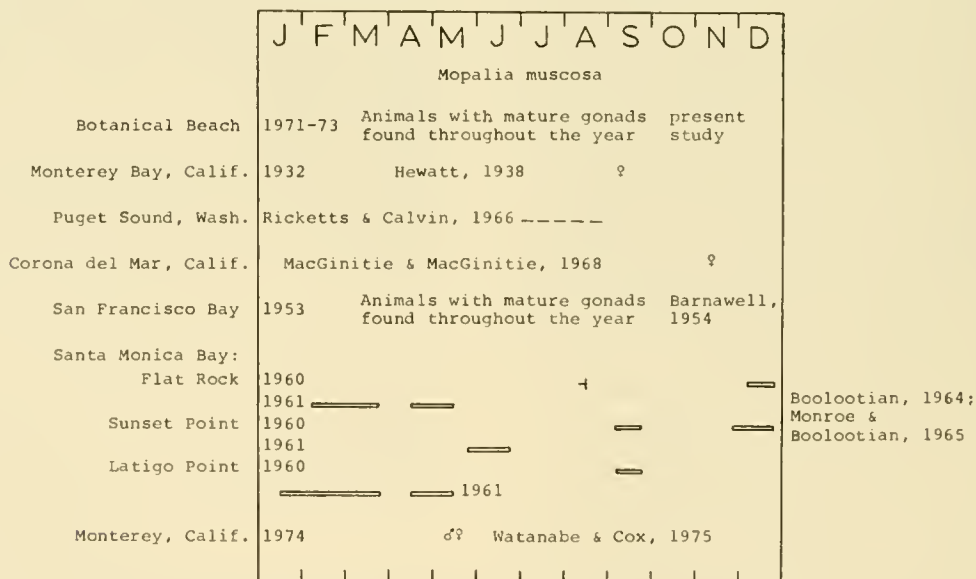 J F M A M J J A S O N D
Mopalia muscosa
Botanical Beach 1971-73 Animals with mature gonads present
found throughout the year study
Monterey Bay, Calif. 1932 Hewatt, 1938 ♀
Puget Sound, Wash. Ricketts & Calvin, 1966
Corona del Mar, Calif. MacGinitie & MacGinitie, 1968 ♀
San Francisco Bay 1953 Animals with mature gonads Barnawell,
found throughout the year 1954
Santa Monica Bay:
Flat Rock 1960
1961
Sunset Point 1960
1961
Latigo Point 1960
1961
Boolootian, 1964;
Monroe &
Boolootian, 1965
Monterey, Calif. 1974 ♂♀ Watanabe & Cox, 1975